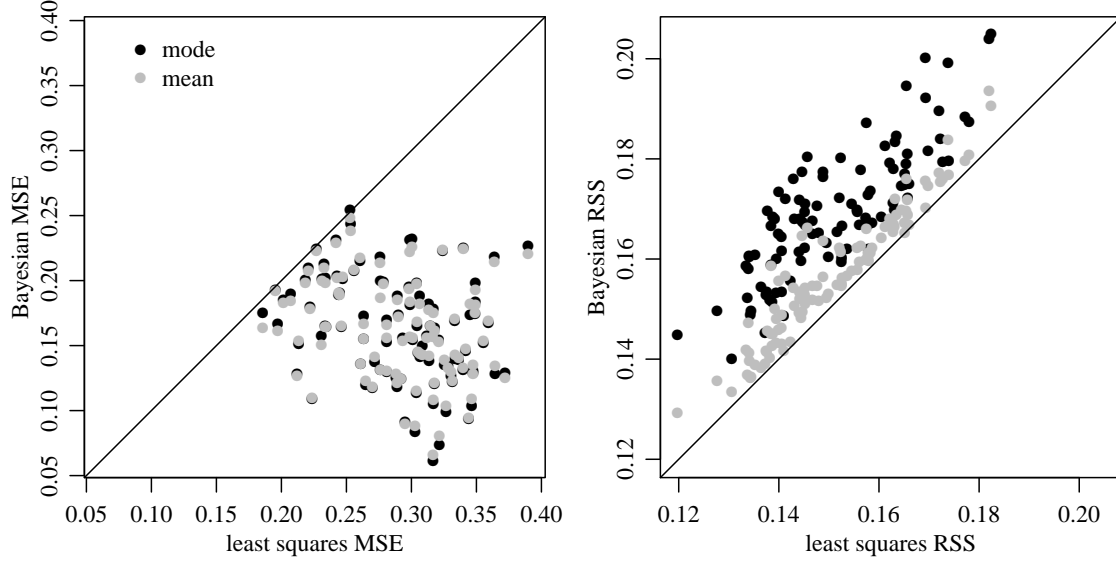 mode
mean
Bayesian MSE
0.05 0.10 0.15 0.20 0.25 0.30 0.35 0.40
0.05 0.10 0.15 0.20 0.25 0.30 0.35 0.40
least squares MSE
Bayesian RSS
0.12 0.14 0.16 0.18 0.20
0.12 0.14 0.16 0.18 0.20
least squares RSS